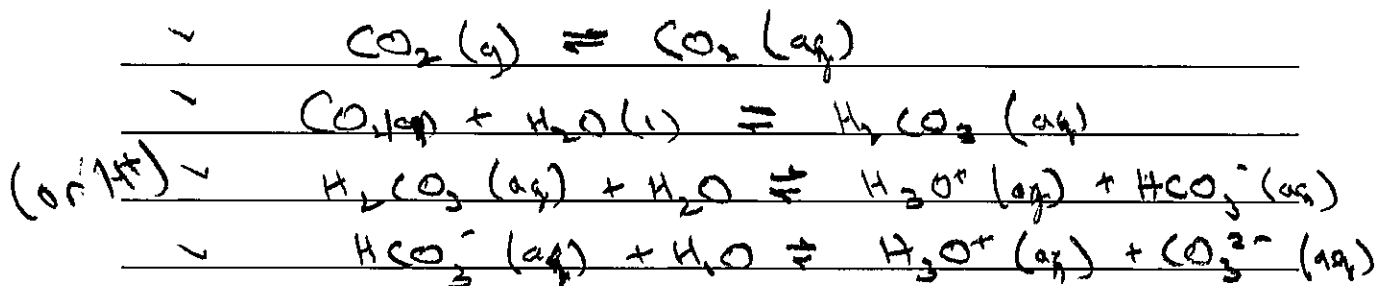 ✓ CO₂ (g) ⇌ CO₂ (aq)
✓ CO₂(aq) + H₂O (l) ⇌ H₂CO₃ (aq)
(or H⁺) ✓ H₂CO₃ (aq) + H₂O ⇌ H₃O⁺ (aq) + HCO₃⁻ (aq)
✓ HCO₃⁻ (aq) + H₂O ⇌ H₃O⁺ (aq) + CO₃²⁻ (aq)